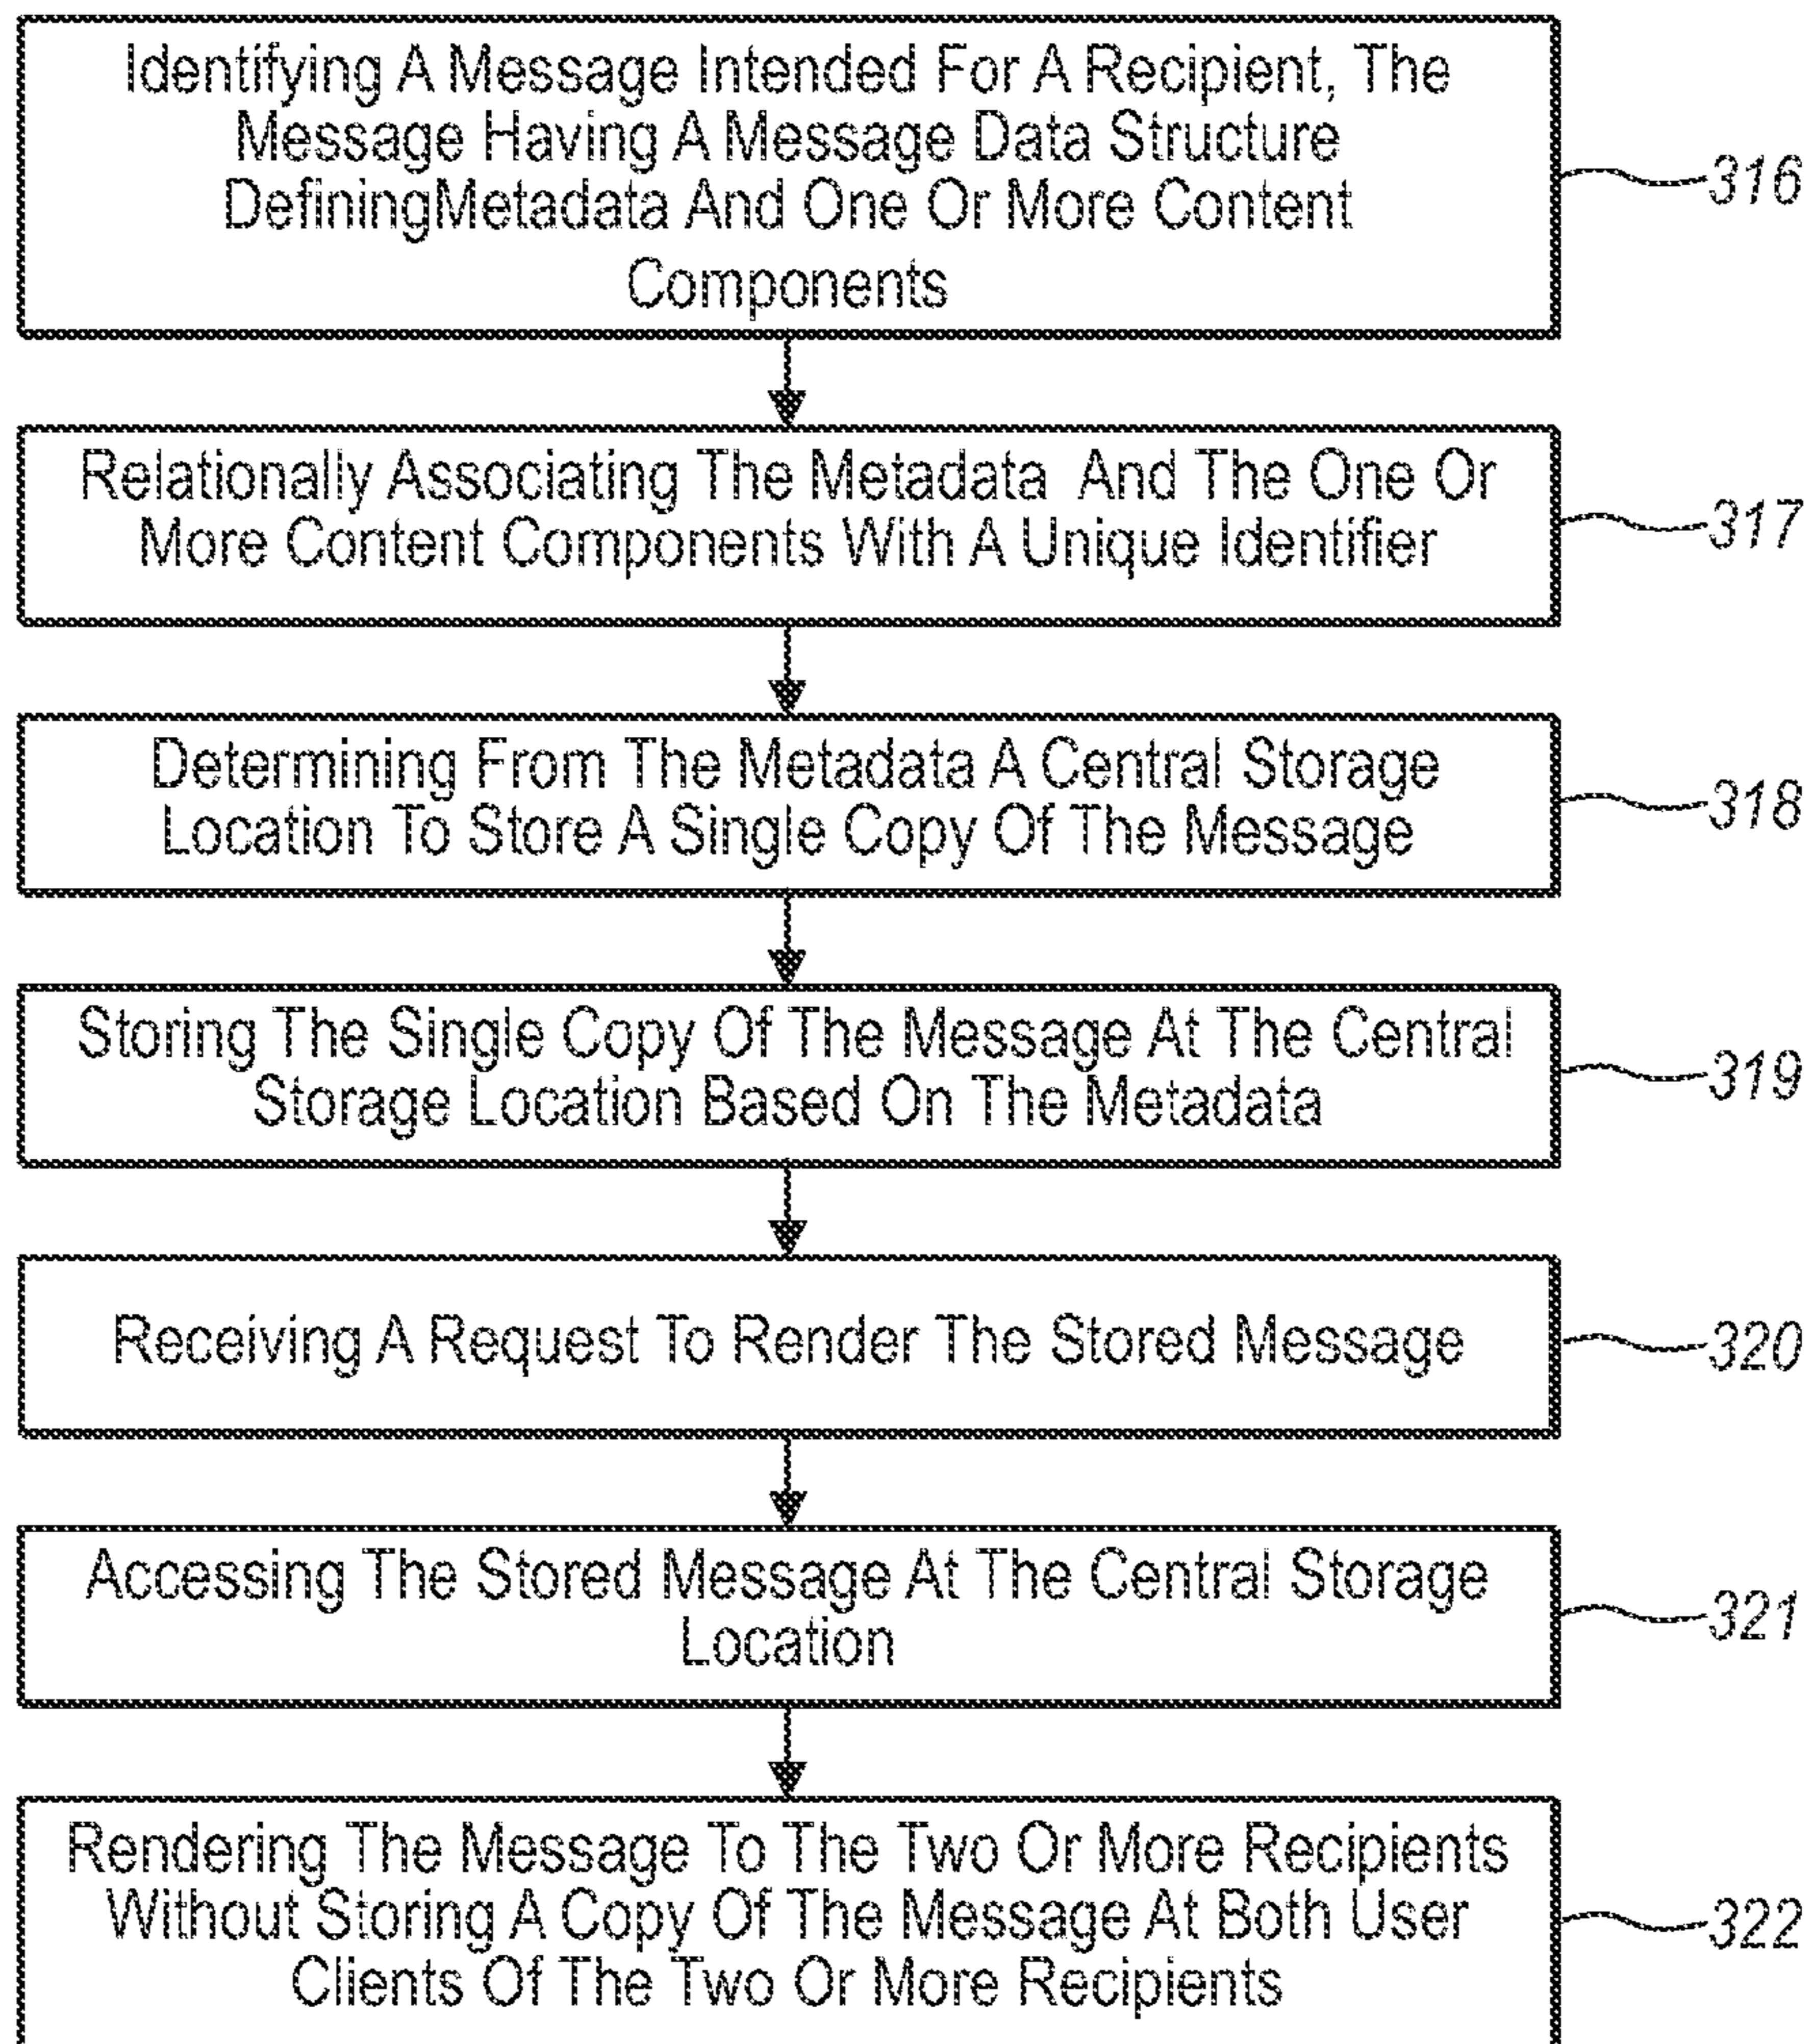 Identifying A Message Intended For A Recipient, The
Message Having A Message Data Structure
DefiningMetadata And One Or More Content
Components
316
Relationally Associating The Metadata And The One Or
More Content Components With A Unique Identifier
317
Determining From The Metadata A Central Storage
Location To Store A Single Copy Of The Message
318
Storing The Single Copy Of The Message At The Central
Storage Location Based On The Metadata
319
Receiving A Request To Render The Stored Message
320
Accessing The Stored Message At The Central Storage
Location
321
Rendering The Message To The Two Or More Recipients
Without Storing A Copy Of The Message At Both User
Clients Of The Two Or More Recipients
322